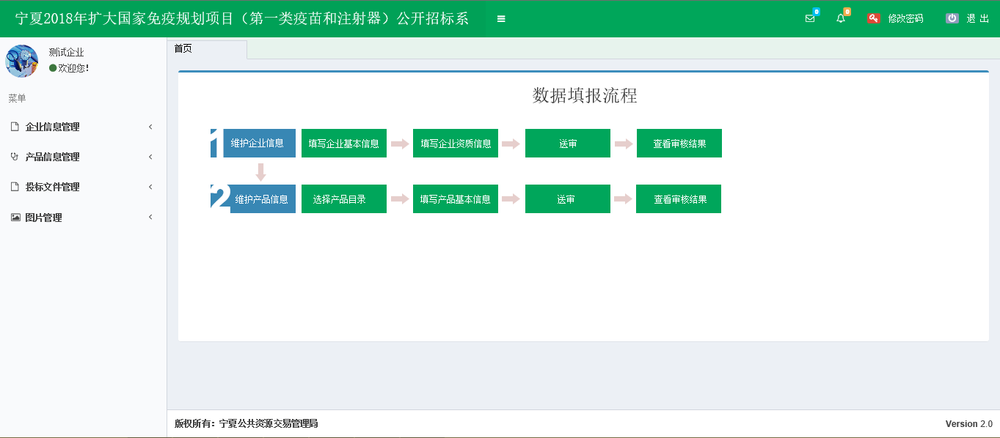 宁夏2018年扩大国家免疫规划项目（第一类疫苗和注射器）公开招标系
0
0
修改密码
退 出
测试企业
欢迎您!
菜单
企业信息管理
产品信息管理
投标文件管理
图片管理
首页
数据填报流程
1 维护企业信息 填写企业基本信息 填写企业资质信息 送审 查看审核结果
2 维护产品信息 选择产品目录 填写产品基本信息 送审 查看审核结果
版权所有：宁夏公共资源交易管理局
Version 2.0